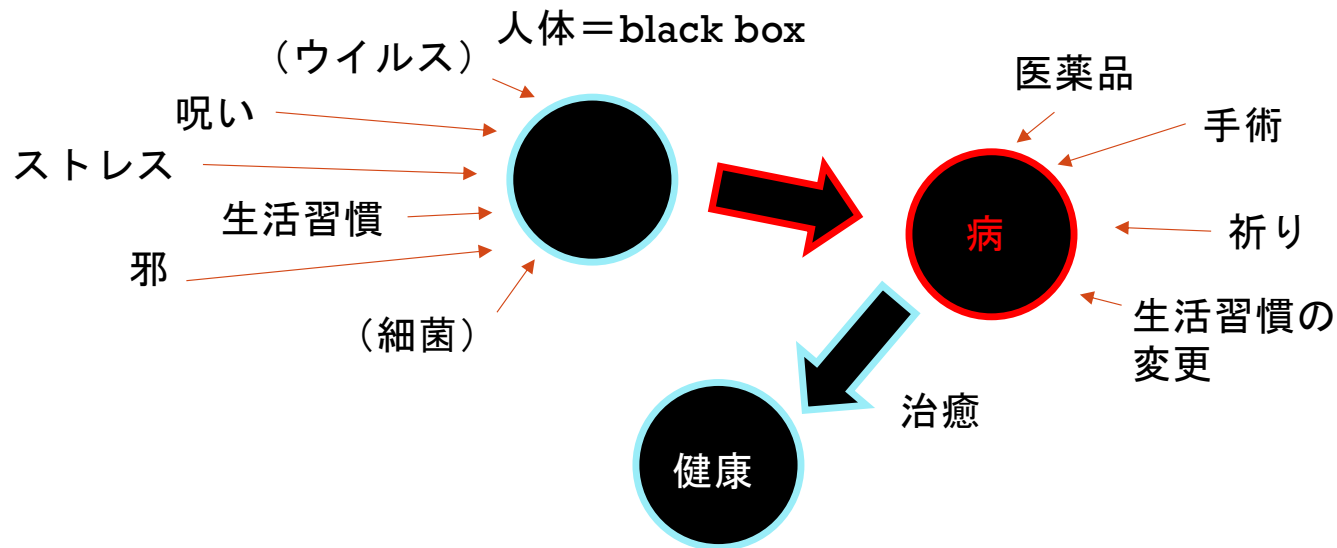 人体＝black box
（ウイルス）
呪い
ストレス
生活習慣
邪
（細菌）
医薬品
手術
病
祈り
生活習慣の
変更
治癒
健康